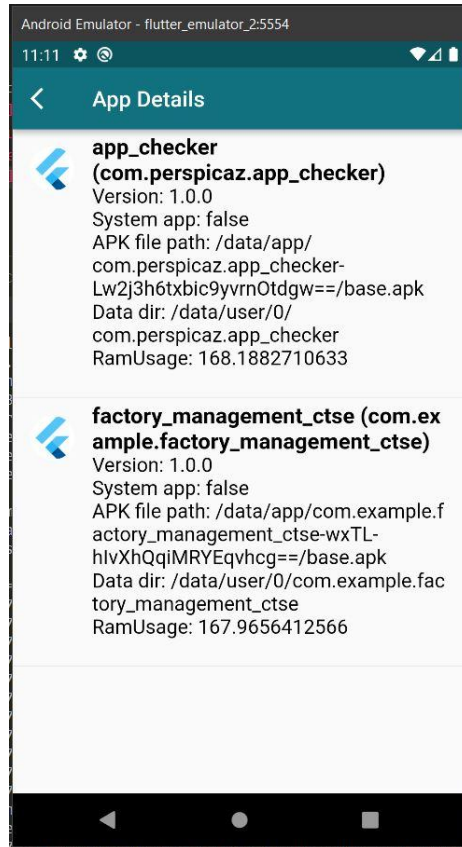 Android Emulator - flutter_emulator_2:5554
11:11
App Details
app_checker
(com.perspicaz.app_checker)
Version: 1.0.0
System app: false
APK file path: /data/app/
com.perspicaz.app_checker-
Lw2j3h6txbic9yvrnOtdgw==/base.apk
Data dir: /data/user/0/
com.perspicaz.app_checker
RamUsage: 168.1882710633
factory_management_ctse (com.ex
ample.factory_management_ctse)
Version: 1.0.0
System app: false
APK file path: /data/app/com.example.f
actory_management_ctse-wxTL-
hIvXhQqiMRYEqvhcg==/base.apk
Data dir: /data/user/0/com.example.fac
tory_management_ctse
RamUsage: 167.9656412566